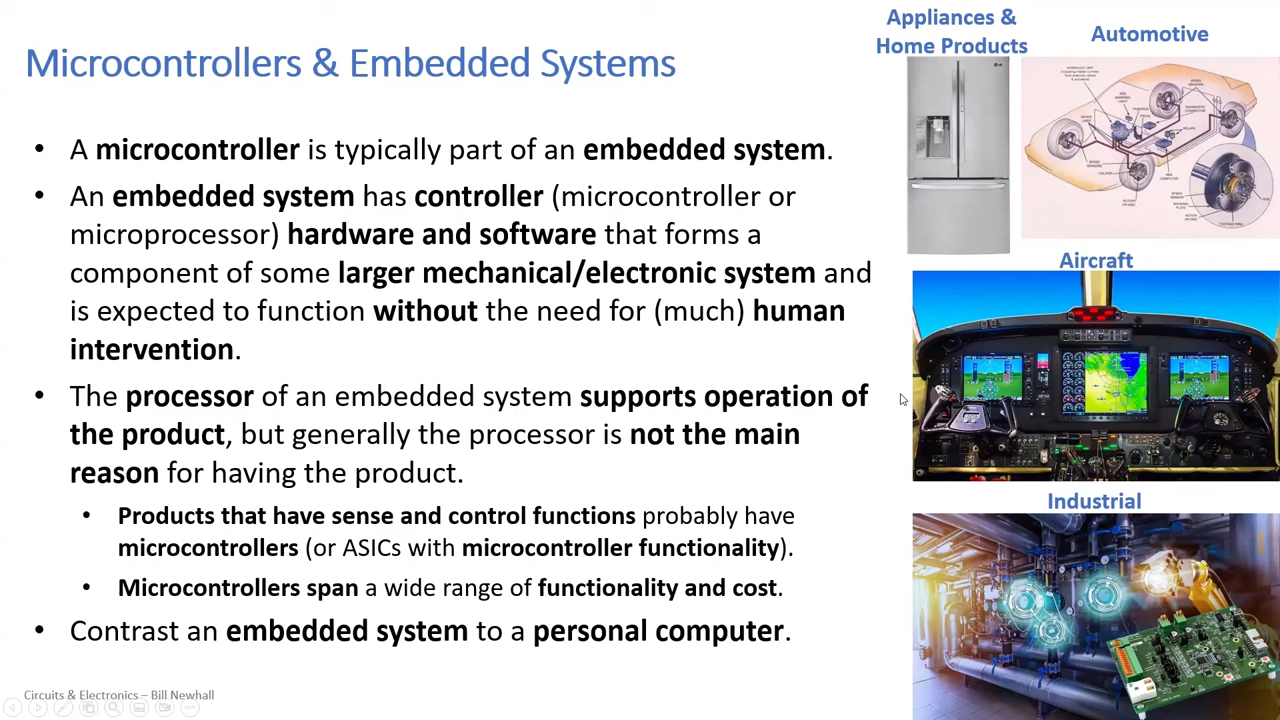 Microcontrollers & Embedded Systems
• A microcontroller is typically part of an embedded system.
• An embedded system has controller (microcontroller or
microprocessor) hardware and software that forms a
component of some larger mechanical/electronic system and
is expected to function without the need for (much) human
intervention.
• The processor of an embedded system supports operation of
the product, but generally the processor is not the main
reason for having the product.
• Products that have sense and control functions probably have
microcontrollers (or ASICs with microcontroller functionality).
• Microcontrollers span a wide range of functionality and cost.
• Contrast an embedded system to a personal computer.
Circuits & Electronics – Bill Newhall
Appliances &
Home Products
LG
Automotive
SPEED
SENSORS
Aircraft
Industrial